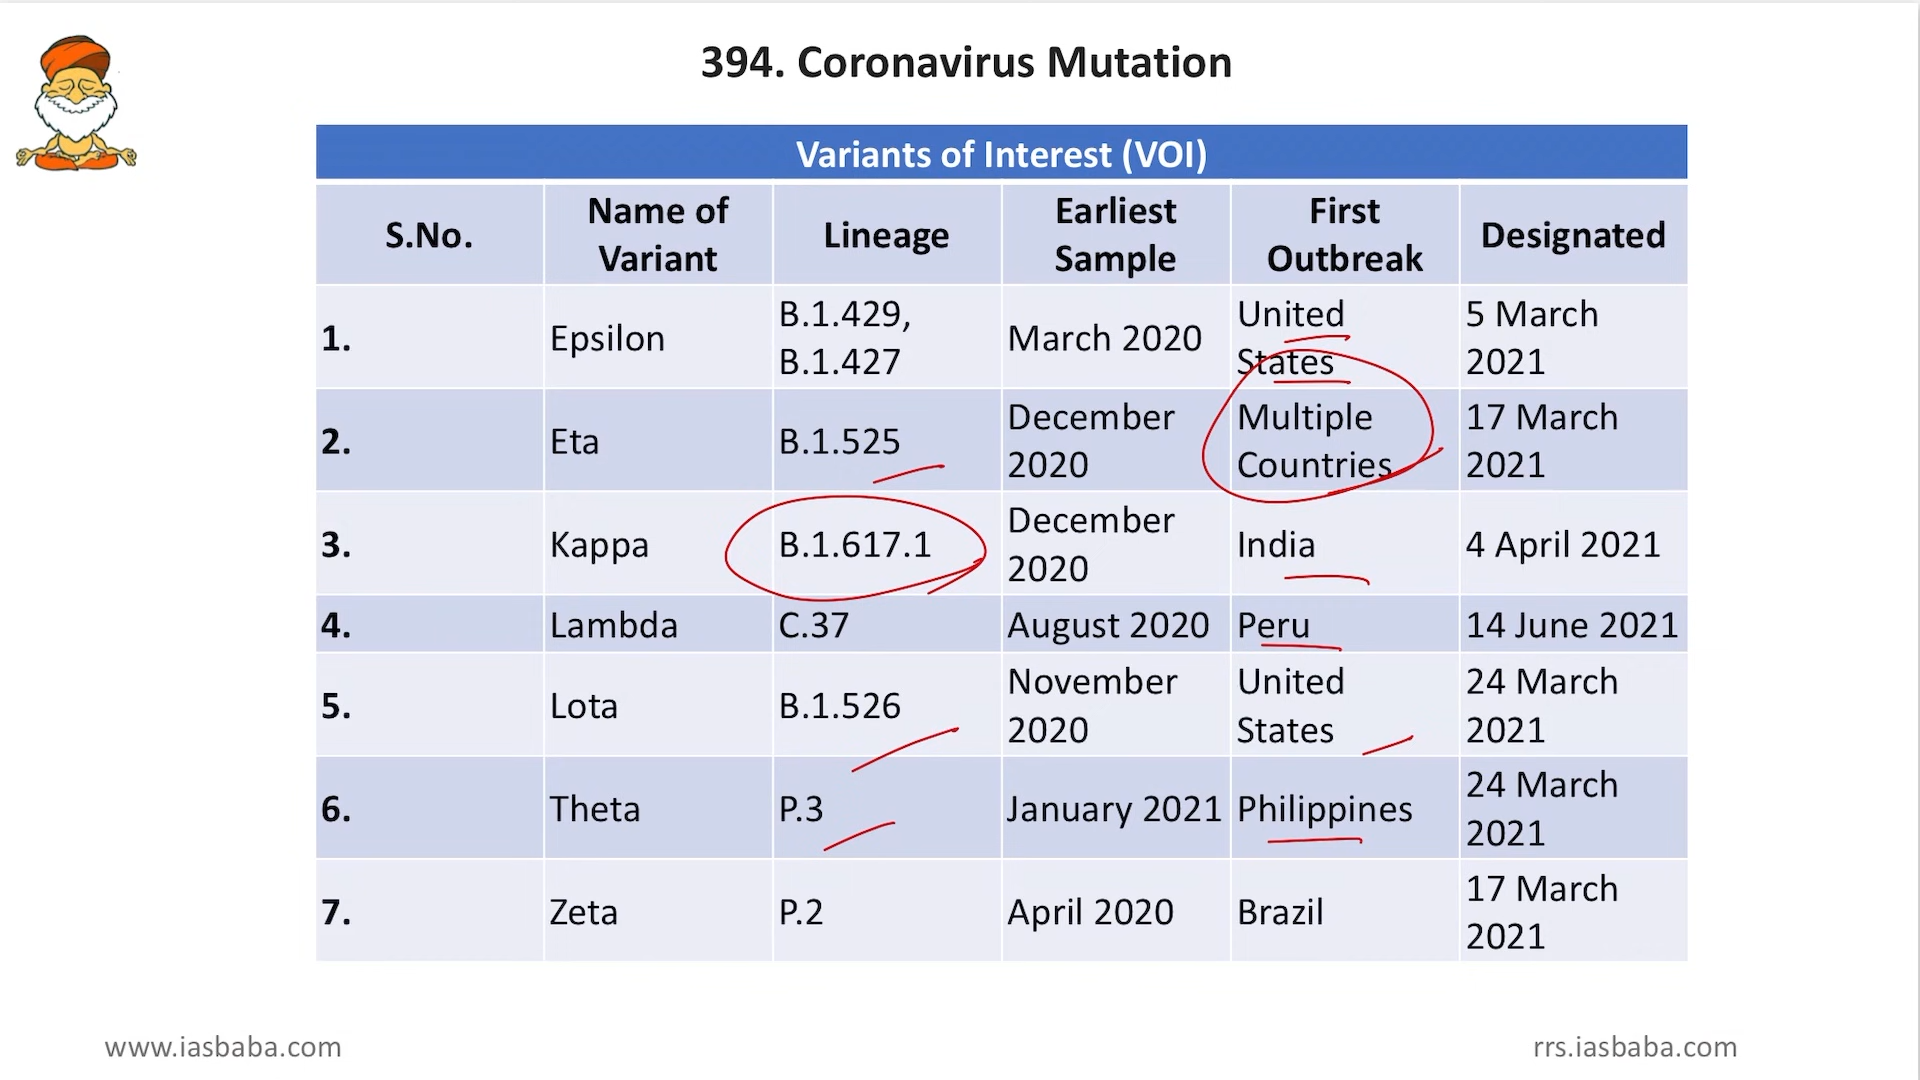 394. Coronavirus Mutation
Variants of Interest (VOI)
S.No. Name of Variant Lineage Earliest Sample First Outbreak Designated
1. Epsilon B.1.429, B.1.427 March 2020 United States 5 March 2021
2. Eta B.1.525 December 2020 Multiple Countries 17 March 2021
3. Kappa B.1.617.1 December 2020 India 4 April 2021
4. Lambda C.37 August 2020 Peru 14 June 2021
5. Lota B.1.526 November 2020 United States 24 March 2021
6. Theta P.3 January 2021 Philippines 24 March 2021
7. Zeta P.2 April 2020 Brazil 17 March 2021
www.iasbaba.com
rrs.iasbaba.com